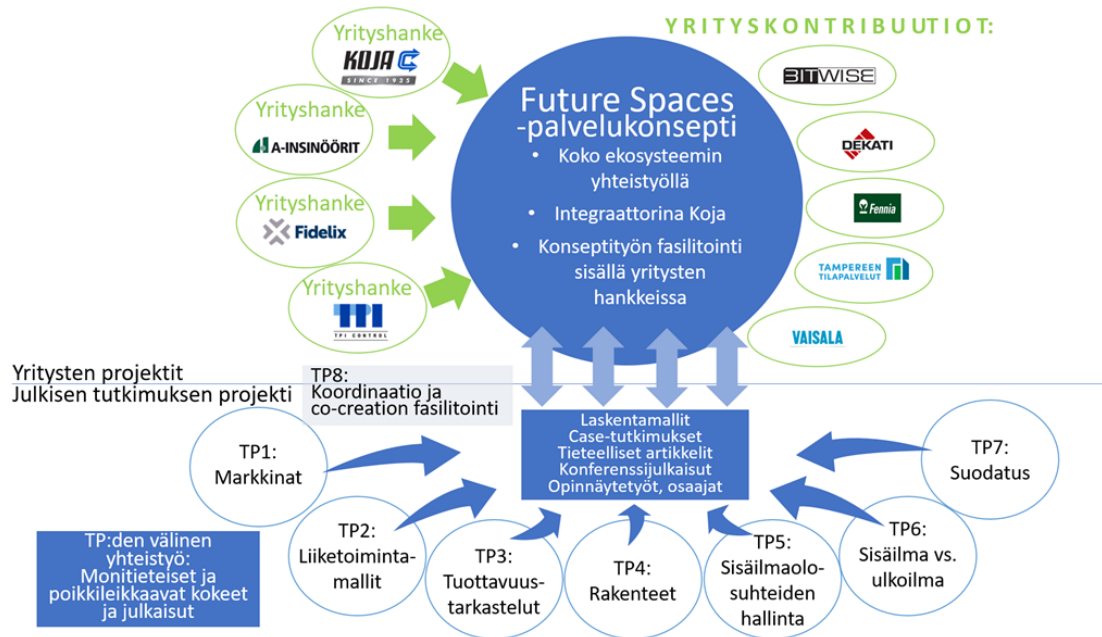 YRITYSKONTRIBUUTIOT:
Yrityshanke
KOJA
SINCE 1935
Yrityshanke
A-INSINÖÖRIT
Yrityshanke
Fidelix
Yrityshanke
TPI
TPI CONTROL
Future Spaces
-palvelukonsepti
• Koko ekosysteemin
yhteistyöllä
• Integraattorina Koja
• Konseptityön fasilitointi
sisällä yritysten
hankkeissa
BITWISE
DEKATI
Fennia
TAMPEREEN
TILAPALVELUT
VAISALA
Yritysten projektit
Julkisen tutkimuksen projekti
TP8:
Koordinaatio ja
co-creation fasilitointi
Laskentamallit
Case-tutkimukset
Tieteelliset artikkelit
Konferenssijulkaisut
Opinnäytetyöt, osaajat
TP1:
Markkinat
TP2:
Liiketoiminta-
mallit
TP3:
Tuottavuus-
tarkastelut
TP4:
Rakenteet
TP5:
Sisäilmaolo-
suhteiden
hallinta
TP6:
Sisäilma vs.
ulkoilma
TP7:
Suodatus
TP:den välinen
yhteistyö:
Monitieteiset ja
poikkileikkaavat kokeet
ja julkaisut